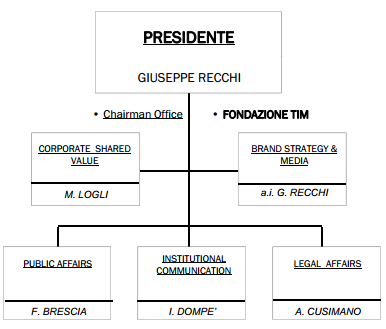 PRESIDENTE
GIUSEPPE RECCHI
• Chairman Office
• FONDAZIONE TIM
CORPORATE SHARED
VALUE
M. LOGLI
BRAND STRATEGY &
MEDIA
a.i. G. RECCHI
PUBLIC AFFAIRS
F. BRESCIA
INSTITUTIONAL
COMMUNICATION
I. DOMPE'
LEGAL AFFAIRS
A. CUSIMANO